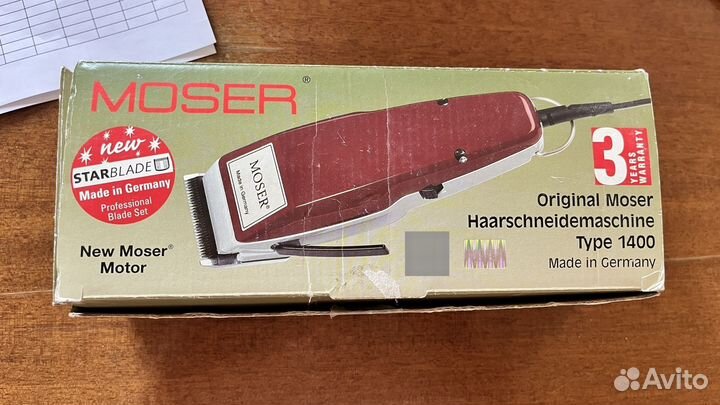 MOSER®
new
STARBLADE
Made in Germany
Professional
Blade Set
New Moser®
Motor
MOSER®
Made in Germany
3
YEARS
WARRANTY
Original Moser
Haarschneidemaschine
Type 1400
Made in Germany
Avito